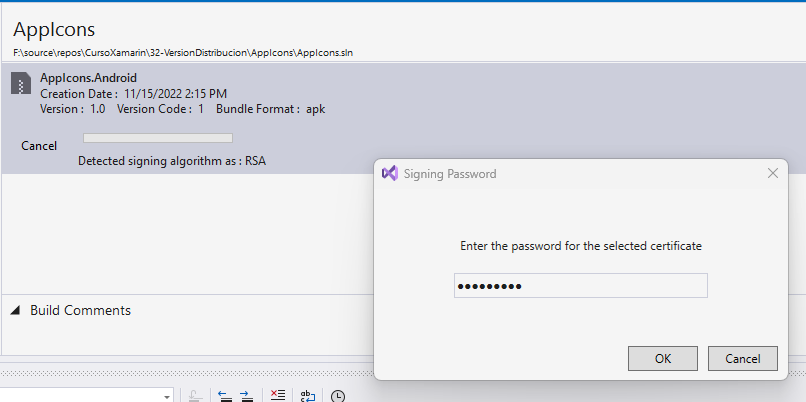 AppIcons
F:\source\repos\CursoXamarin\32-VersionDistribucion\AppIcons\AppIcons.sln
AppIcons.Android
Creation Date : 11/15/2022 2:15 PM
Version : 1.0 Version Code : 1 Bundle Format : apk
Cancel
Detected signing algorithm as : RSA
Signing Password
Enter the password for the selected certificate
•••••••••
OK Cancel
Build Comments